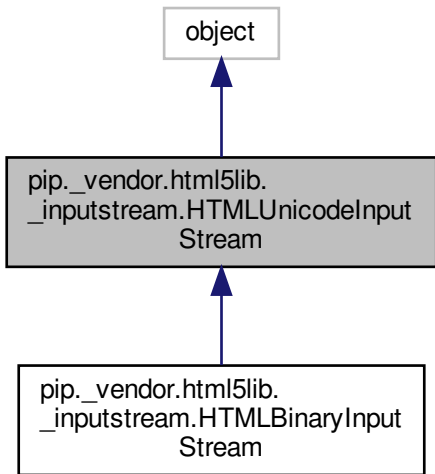 object
pip._vendor.html5lib.
_inputstream.HTMLUnicodeInput
Stream
pip._vendor.html5lib.
_inputstream.HTMLBinaryInput
Stream